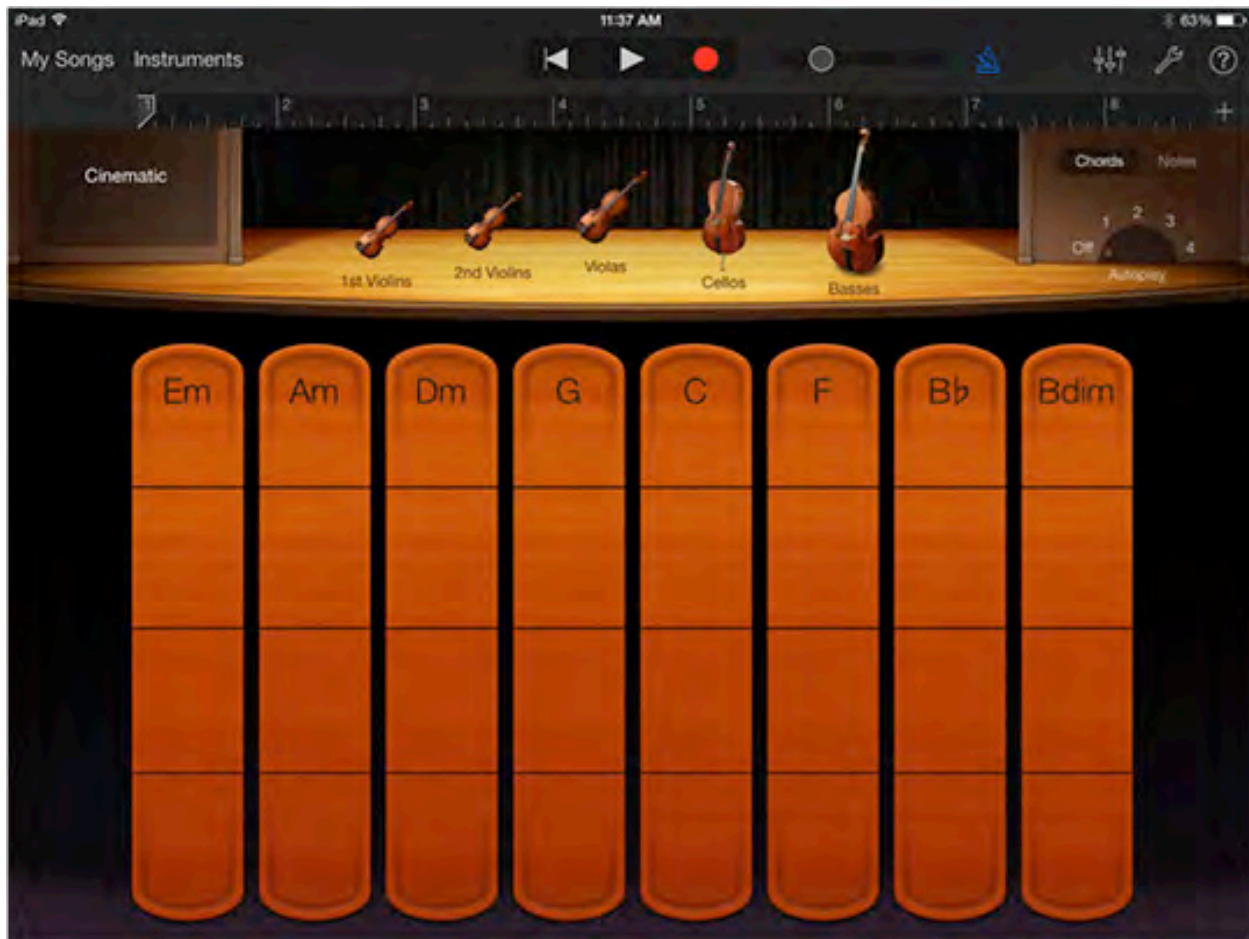 iPad 11:37 AM 63%
My Songs Instruments ?
1 2 3 4 5 6 7 8 +
Cinematic
Chords Notes
1st Violins 2nd Violins Violas Cellos Basses
Off 1 2 3 4
Autoplay
Em Am Dm G C F B♭ Bdim